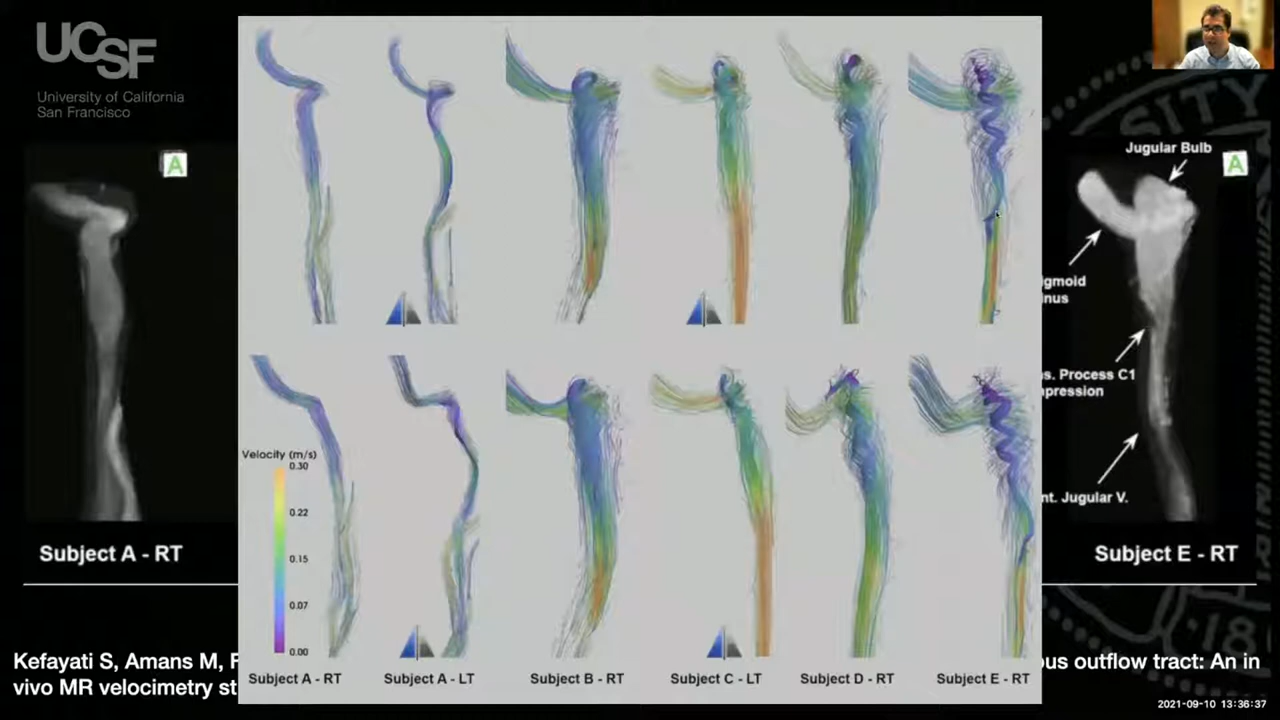 UCSF
University of California
San Francisco
A
Jugular Bulb
A
igmoid
nus
s. Process C1
pression
nt. Jugular V.
Velocity (m/s)
0.30
0.22
0.15
0.07
0.00
Subject A - RT
Subject A - RT
Subject A - LT
Subject B - RT
Subject C - LT
Subject D - RT
Subject E - RT
Subject E - RT
Kefayati S, Amans M, F
ous outflow tract: An in
vivo MR velocimetry st
2021-09-10 13:36:37
SITY
18